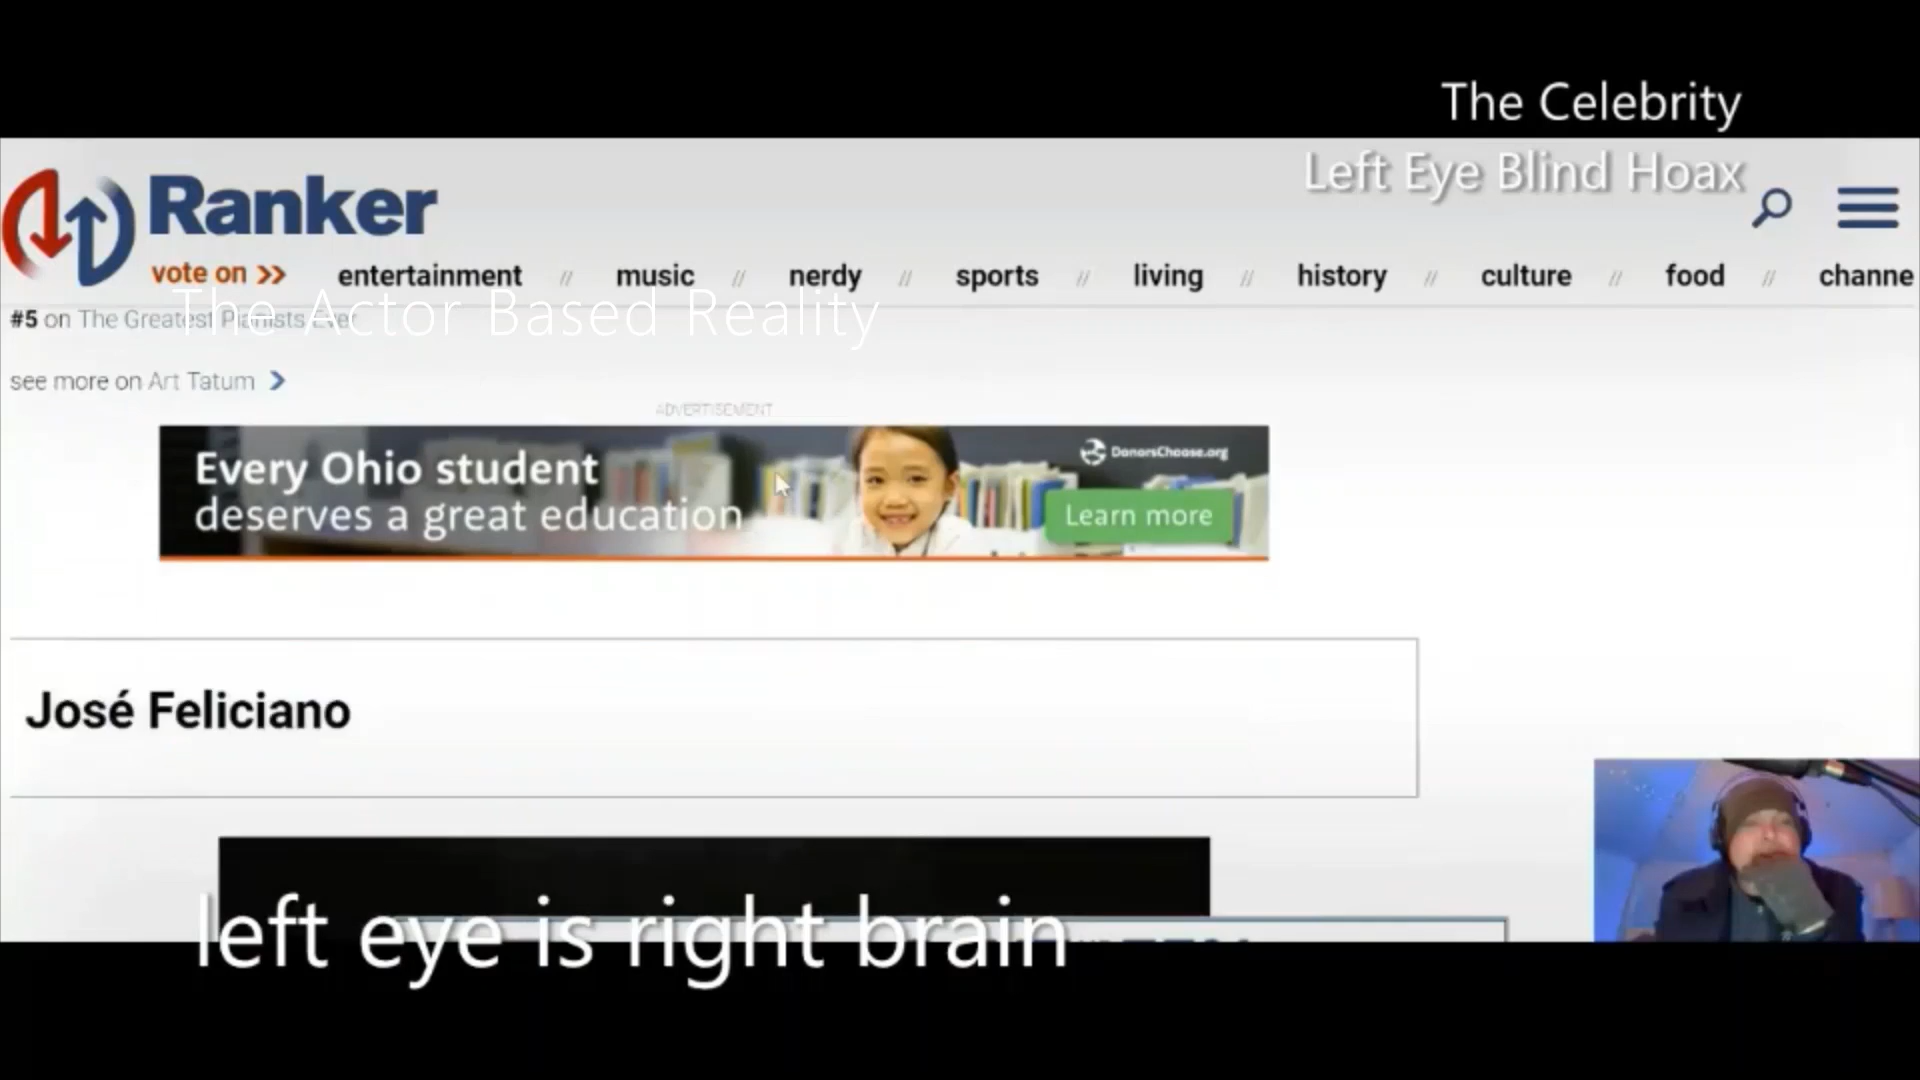 The Celebrity
Left Eye Blind Hoax
Ranker
vote on >> entertainment // music // nerdy // sports // living // history // culture // food // channe
The Actor Based Reality
#5 on The Greatest Pianists Ever
see more on Art Tatum >
ADVERTISEMENT
Every Ohio student
deserves a great education
DonorsChoose.org
Learn more
José Feliciano
left eye is right brain